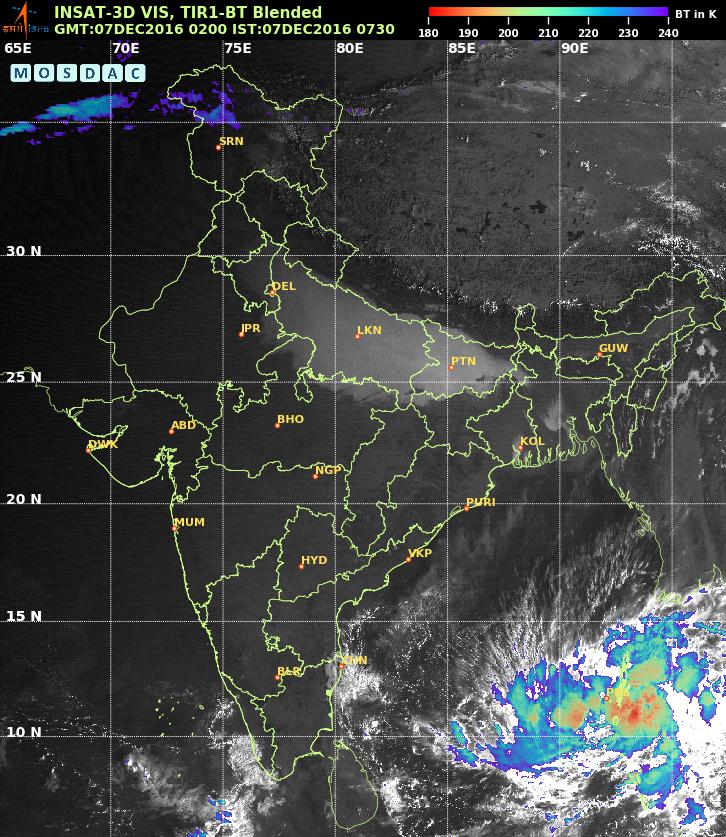 INSAT-3D VIS, TIR1-BT Blended
GMT:07DEC2016 0200 IST:07DEC2016 0730
BT in K
180 190 200 210 220 230 240
65E 70E 75E 80E 85E 90E
MOSDAC
SRN
30 N
DEL
JPR
LKN
PTN
GUW
25 N
ABD
BHO
DWK
KOL
NGP
20 N
PURI
MUM
VKP
HYD
15 N
BLR
10 N